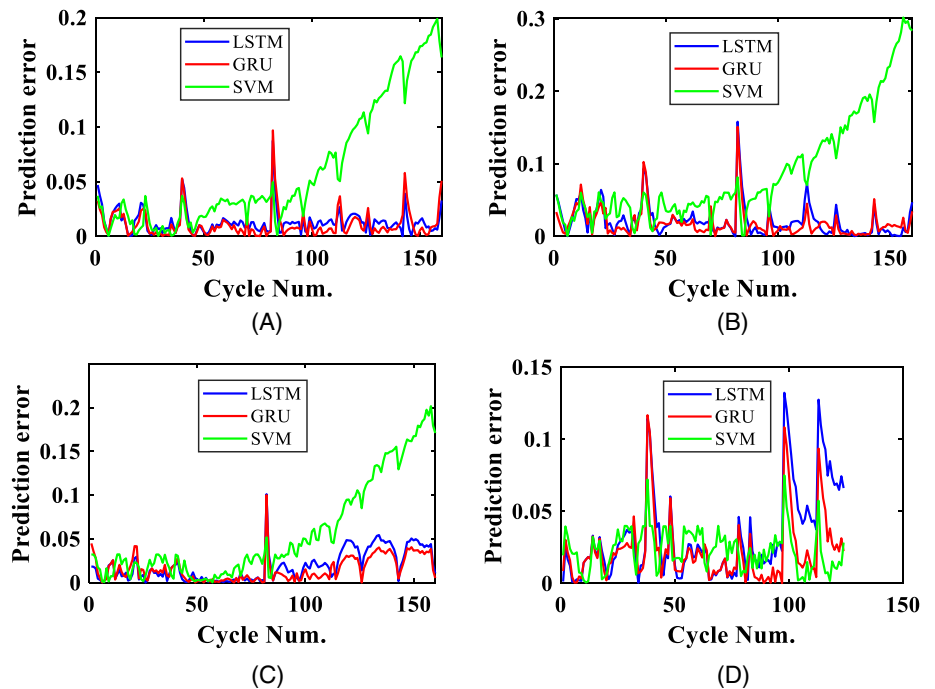 0.2
0.15
0.1
0.05
0
0
50
100
150
Prediction error
Cycle Num.
LSTM
GRU
SVM
(A)
0.3
0.2
0.1
0
0
50
100
150
Prediction error
Cycle Num.
LSTM
GRU
SVM
(B)
0.2
0.15
0.1
0.05
0
0
50
100
150
Prediction error
Cycle Num.
LSTM
GRU
SVM
(C)
0.15
0.1
0.05
0
0
50
100
150
Prediction error
Cycle Num.
LSTM
GRU
SVM
(D)